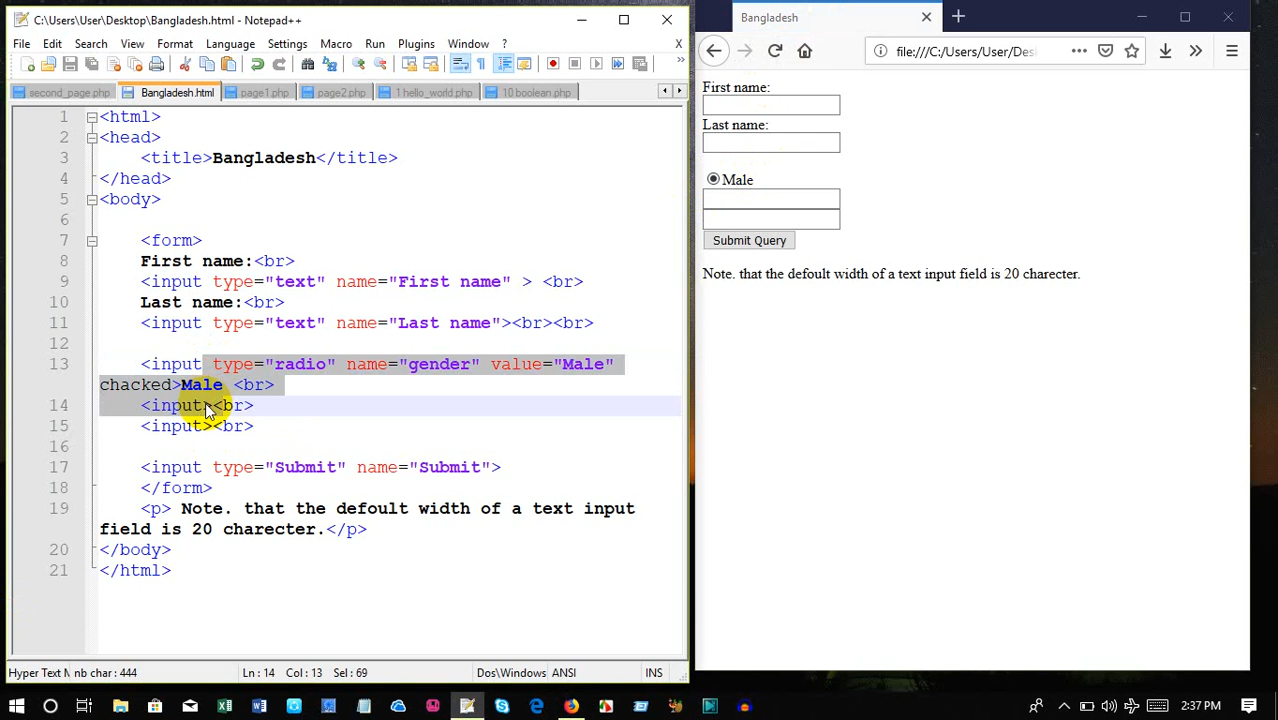 C:\Users\User\Desktop\Bangladesh.html - Notepad++
File Edit Search View Format Language Settings Macro Run Plugins Window ? X
second_page.php Bangladesh.html page1.php page2.php 1 hello_world.php 10 boolean.php
1 <html>
2 <head>
3 <title>Bangladesh</title>
4 </head>
5 <body>
6
7 <form>
8 First name:<br>
9 <input type="text" name="First name" > <br>
10 Last name:<br>
11 <input type="text" name="Last name"><br><br>
12
13 <input type="radio" name="gender" value="Male"
chacked>Male <br>
14 <input><br>
15 <input><br>
16
17 <input type="Submit" name="Submit">
18 </form>
19 <p> Note. that the defoult width of a text input
field is 20 charecter.</p>
20 </body>
21 </html>
Hyper Text M nb char : 444 Ln : 14 Col : 13 Sel : 69 Dos\Windows ANSI INS
Bangladesh
file:///C:/Users/User/Des
First name:
Last name:
Male
Submit Query
Note. that the defoult width of a text input field is 20 charecter.
2:37 PM